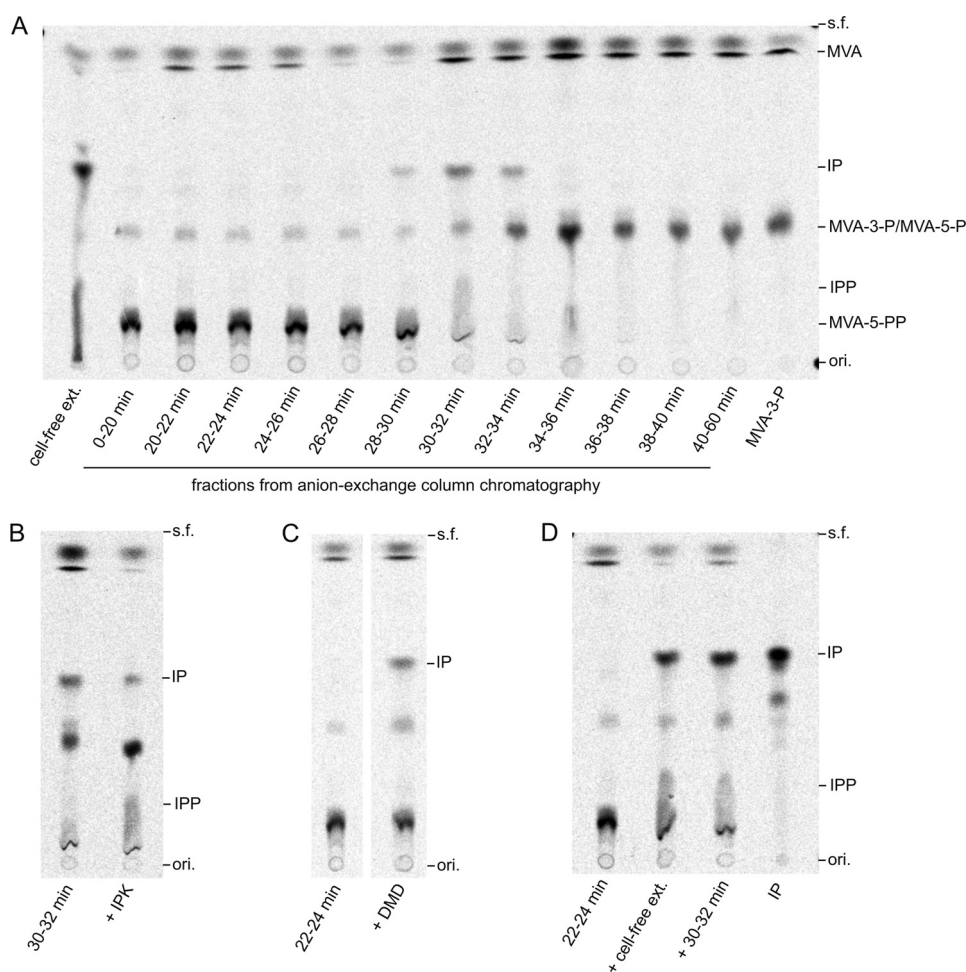 A
s.f.
MVA
IP
MVA-3-P/MVA-5-P
IPP
MVA-5-PP
ori.
cell-free ext.
0-20 min
20-22 min
22-24 min
24-26 min
26-28 min
28-30 min
30-32 min
32-34 min
34-36 min
36-38 min
38-40 min
40-60 min
MVA-3-P
fractions from anion-exchange column chromatography
B
s.f.
IP
IPP
ori.
30-32 min
+ IPK
C
s.f.
IP
ori.
22-24 min
+ DMD
D
s.f.
IP
IPP
ori.
22-24 min
+ cell-free ext.
+ 30-32 min
IP